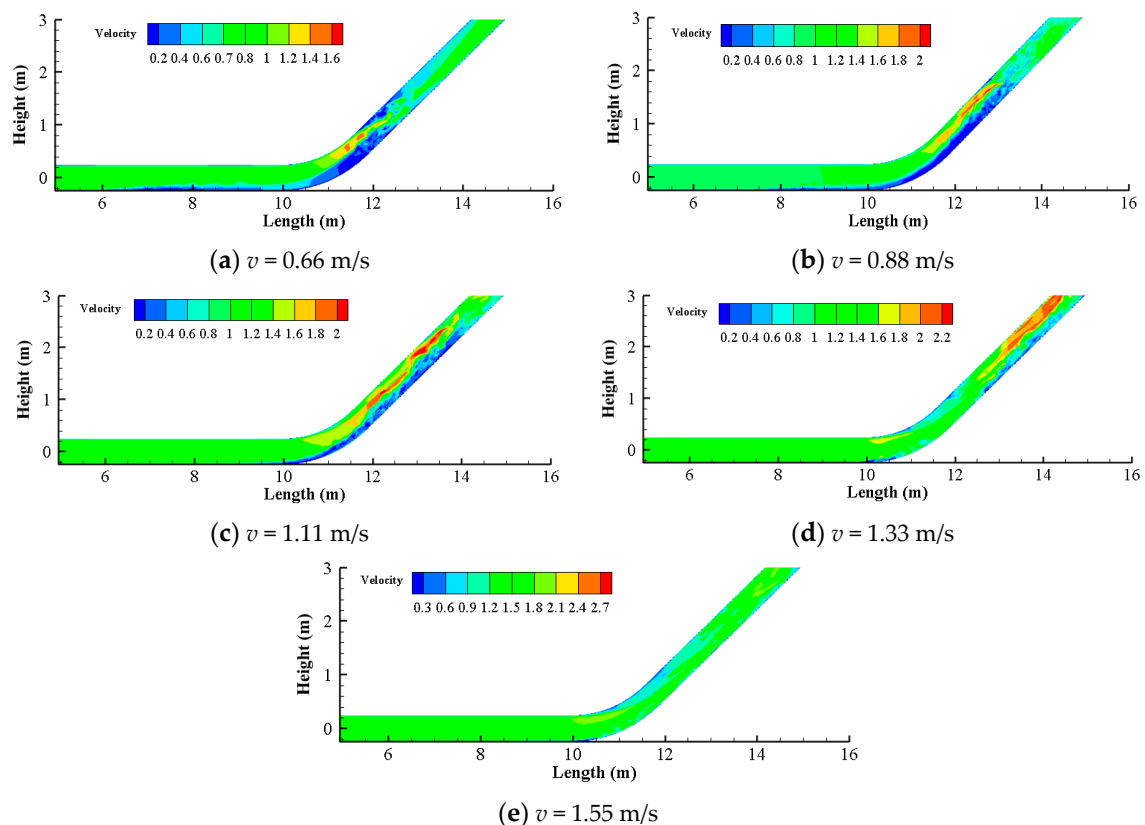 Velocity
0.2 0.4 0.6 0.7 0.8 1 1.2 1.4 1.6
Height (m)
3
2
1
0
6 8 10 12 14 16
Length (m)
(a) v = 0.66 m/s
Velocity
0.2 0.4 0.6 0.8 1 1.4 1.6 1.8 2
Height (m)
3
2
1
0
6 8 10 12 14 16
Length (m)
(b) v = 0.88 m/s
Velocity
0.2 0.4 0.6 0.8 1 1.2 1.4 1.6 1.8 2
Height (m)
3
2
1
0
6 8 10 12 14 16
Length (m)
(c) v = 1.11 m/s
Velocity
0.2 0.4 0.6 0.8 1 1.4 1.6 1.8 2 2.2
Height (m)
3
2
1
0
6 8 10 12 14 16
Length (m)
(d) v = 1.33 m/s
Velocity
0.3 0.6 0.9 1.2 1.5 1.8 2.1 2.4 2.7
Height (m)
3
2
1
0
6 8 10 12 14 16
Length (m)
(e) v = 1.55 m/s